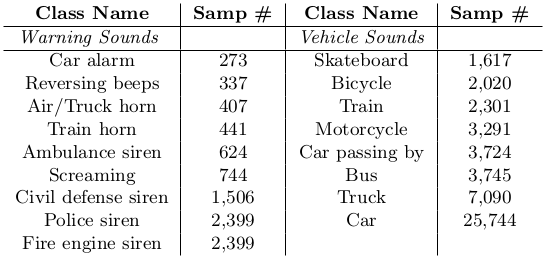 Class Name Samp # Class Name Samp #
Warning Sounds Vehicle Sounds
Car alarm 273 Skateboard 1,617
Reversing beeps 337 Bicycle 2,020
Air/Truck horn 407 Train 2,301
Train horn 441 Motorcycle 3,291
Ambulance siren 624 Car passing by 3,724
Screaming 744 Bus 3,745
Civil defense siren 1,506 Truck 7,090
Police siren 2,399 Car 25,744
Fire engine siren 2,399